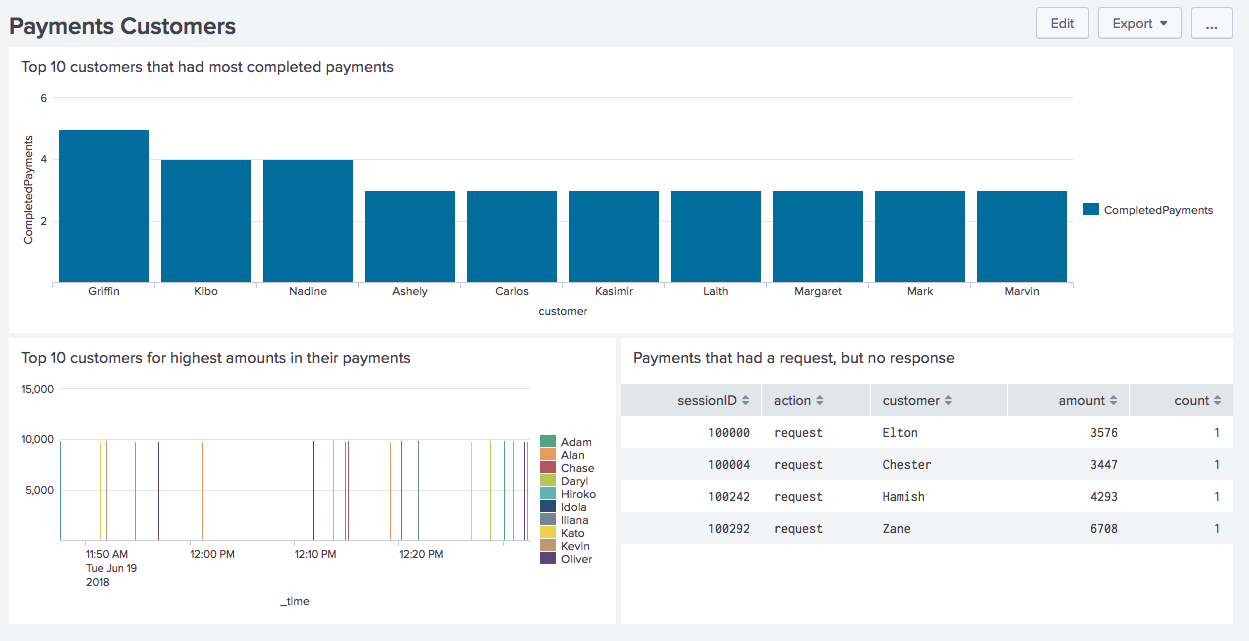 Payments Customers
Edit
Export
...
Top 10 customers that had most completed payments
6
4
2
CompletedPayments
Griffin Kibo Nadine Ashely Carlos Kasimir Laith Margaret Mark Marvin
customer
CompletedPayments
Top 10 customers for highest amounts in their payments
15,000
10,000
5,000
11:50 AM 12:00 PM 12:10 PM 12:20 PM
Tue Jun 19
2018
_time
Adam
Alan
Chase
Daryl
Hiroko
Idola
Iliana
Kato
Kevin
Oliver
Payments that had a request, but no response
sessionID action customer amount count
100000 request Elton 3576 1
100004 request Chester 3447 1
100242 request Hamish 4293 1
100292 request Zane 6708 1